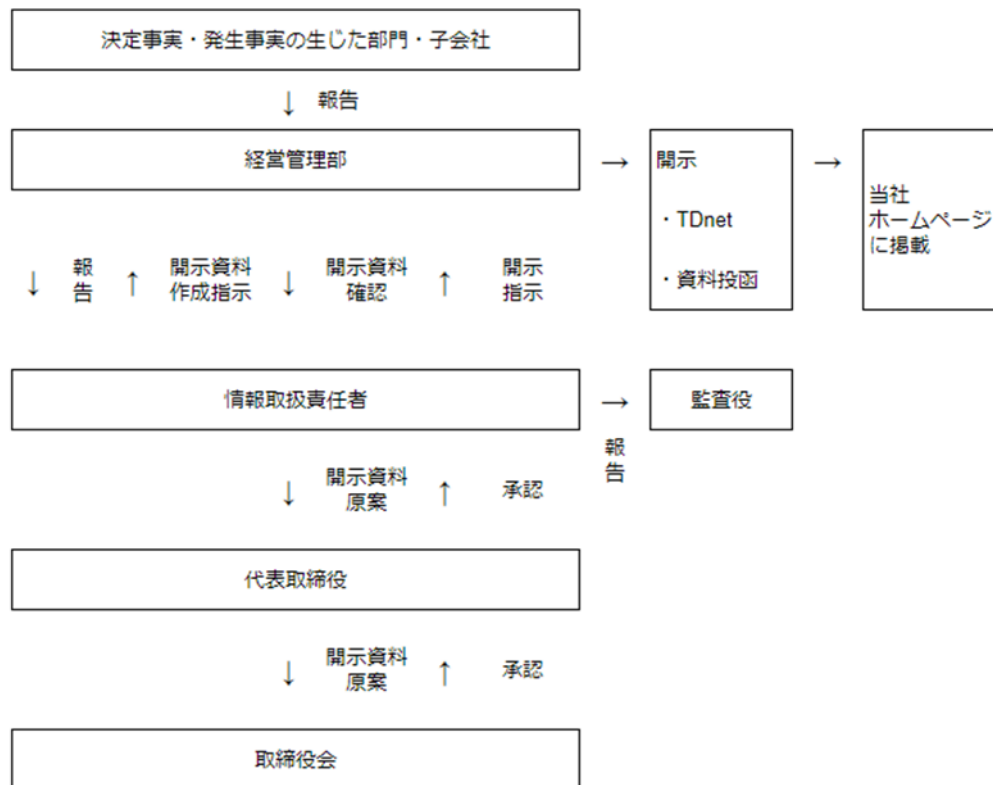 決定事実・発生事実の生じた部門・子会社
↓ 報告
経営管理部
→
開示
・TDnet
・資料投函
→
当社
ホームページ
に掲載
↓
報
告
↑
開示資料
作成指示
↓
開示資料
確認
↑
開示
指示
情報取扱責任者
→
報
告
監査役
↓
開示資料
原案
↑
承認
代表取締役
↓
開示資料
原案
↑
承認
取締役会